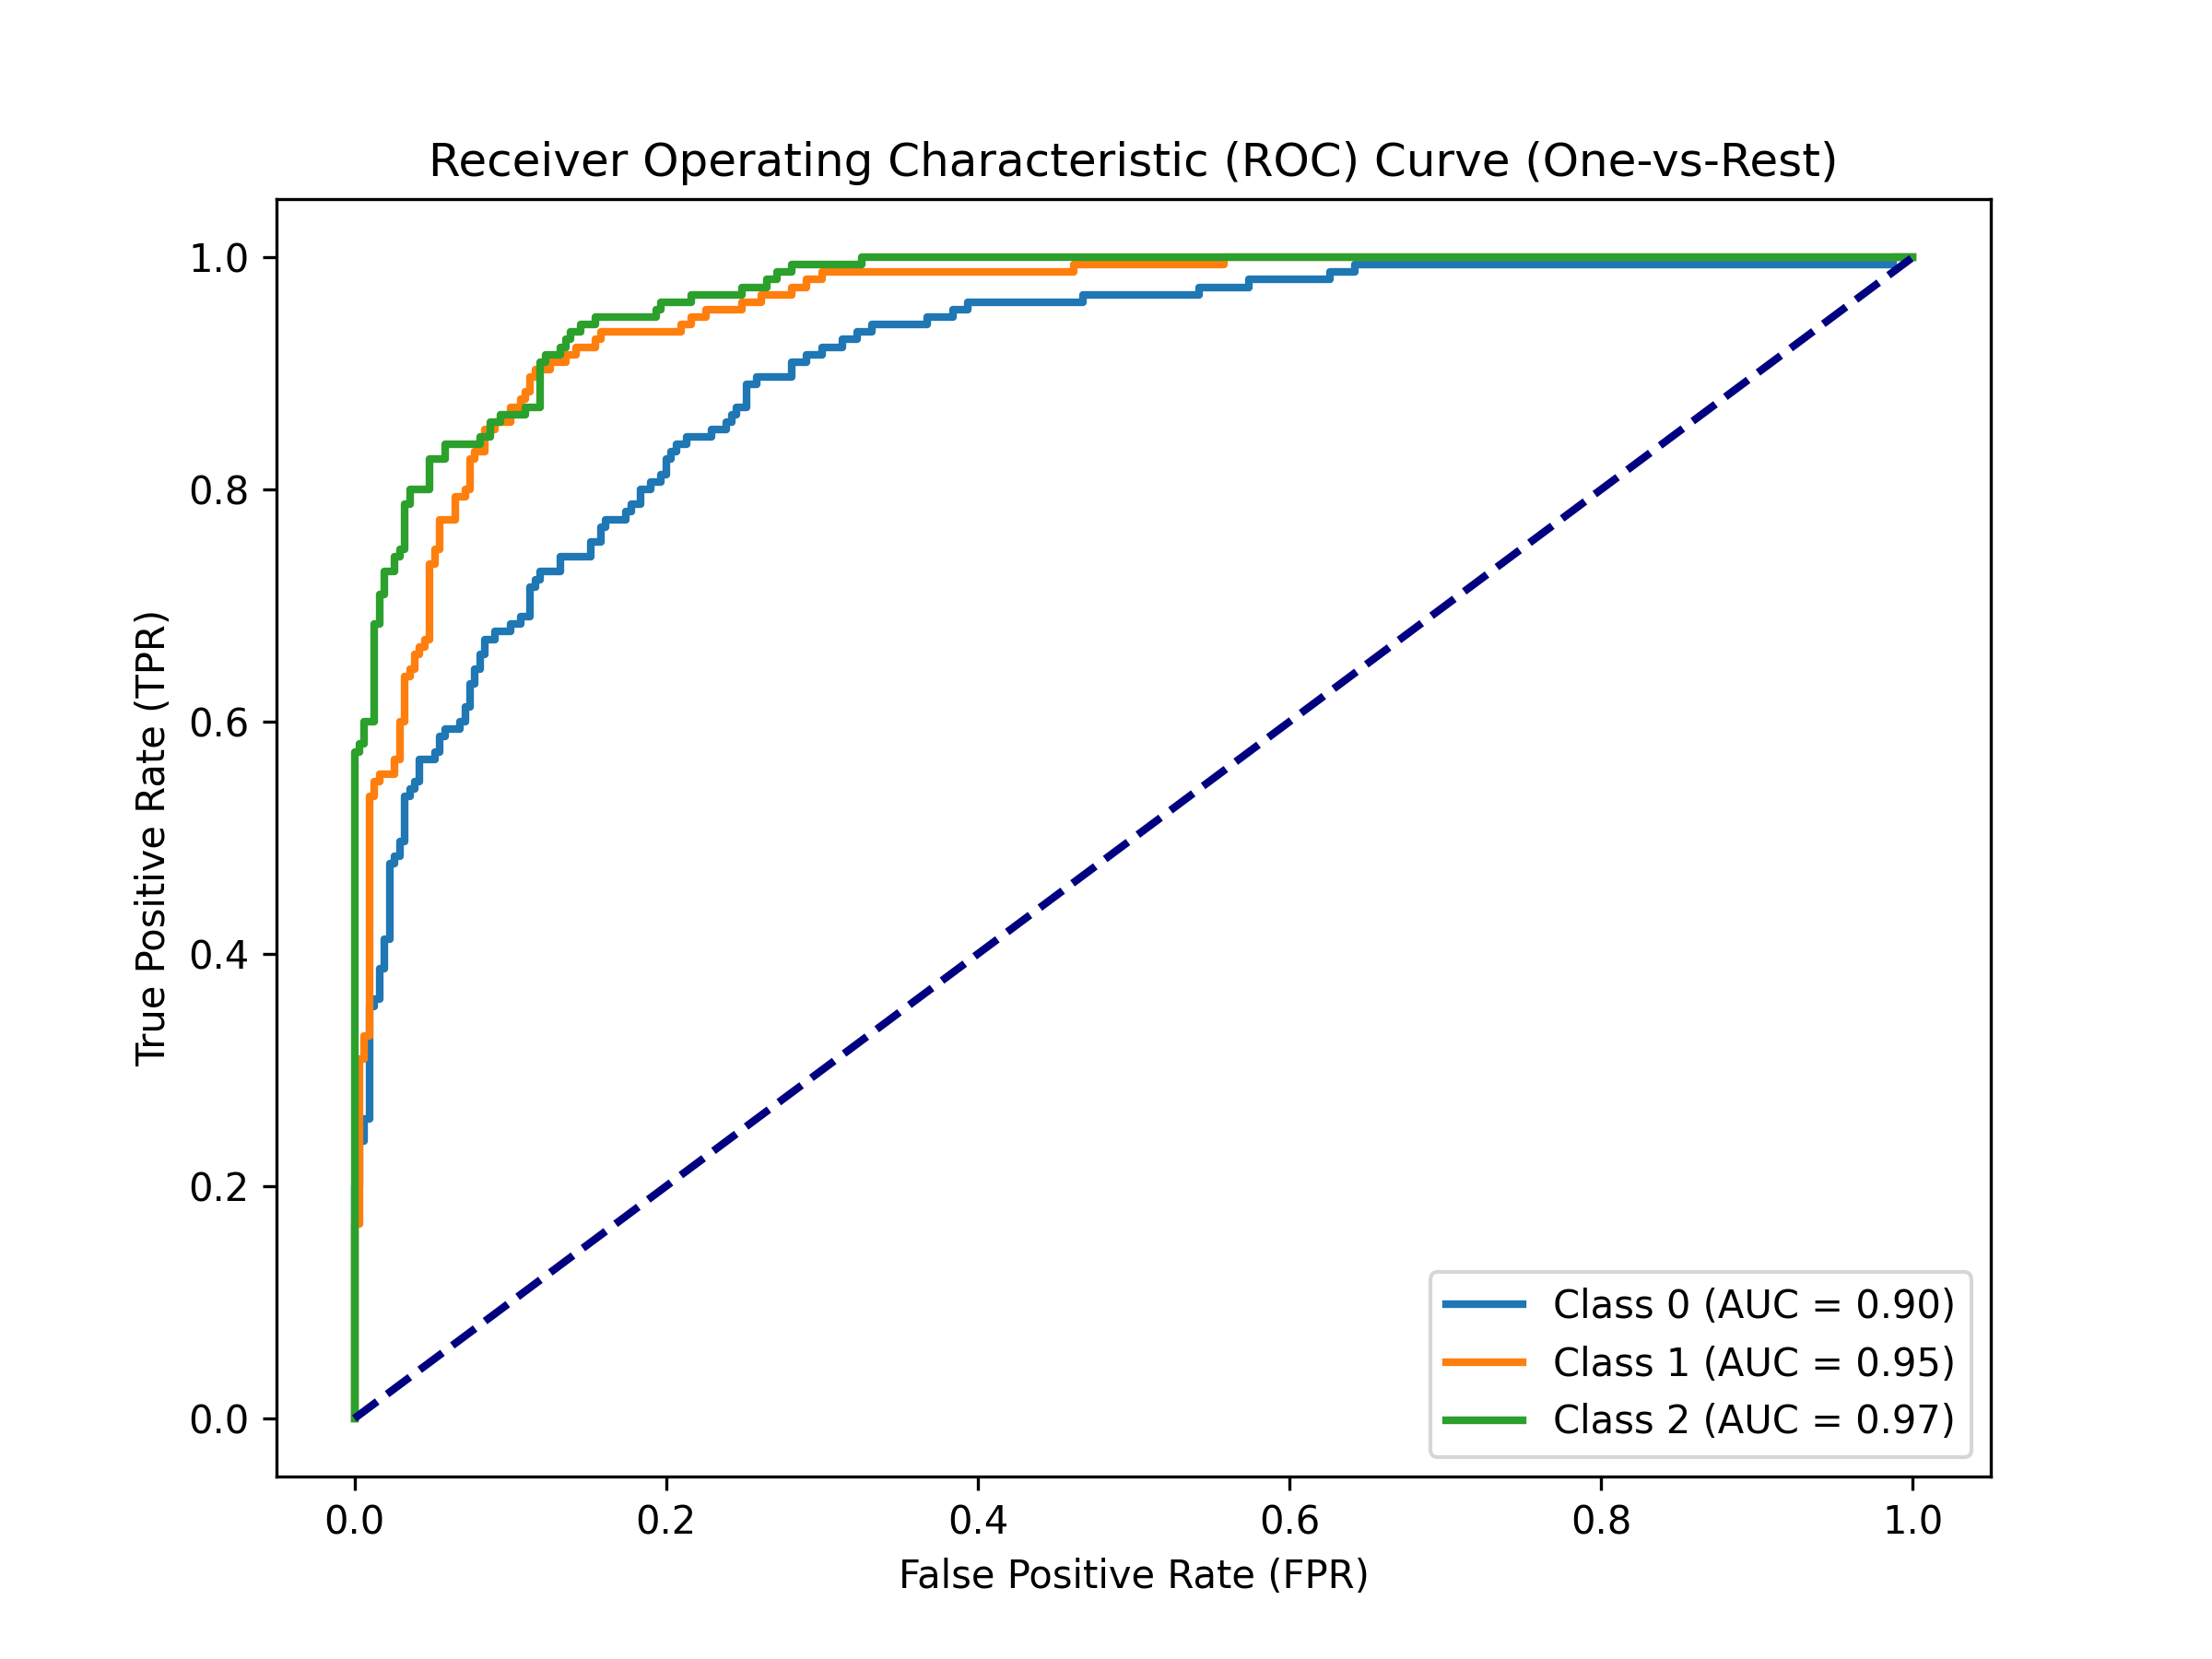 Receiver Operating Characteristic (ROC) Curve (One-vs-Rest)
True Positive Rate (TPR)
1.0
0.8
0.6
0.4
0.2
0.0
Class 0 (AUC = 0.90)
Class 1 (AUC = 0.95)
Class 2 (AUC = 0.97)
0.0 0.2 0.4 0.6 0.8 1.0
False Positive Rate (FPR)